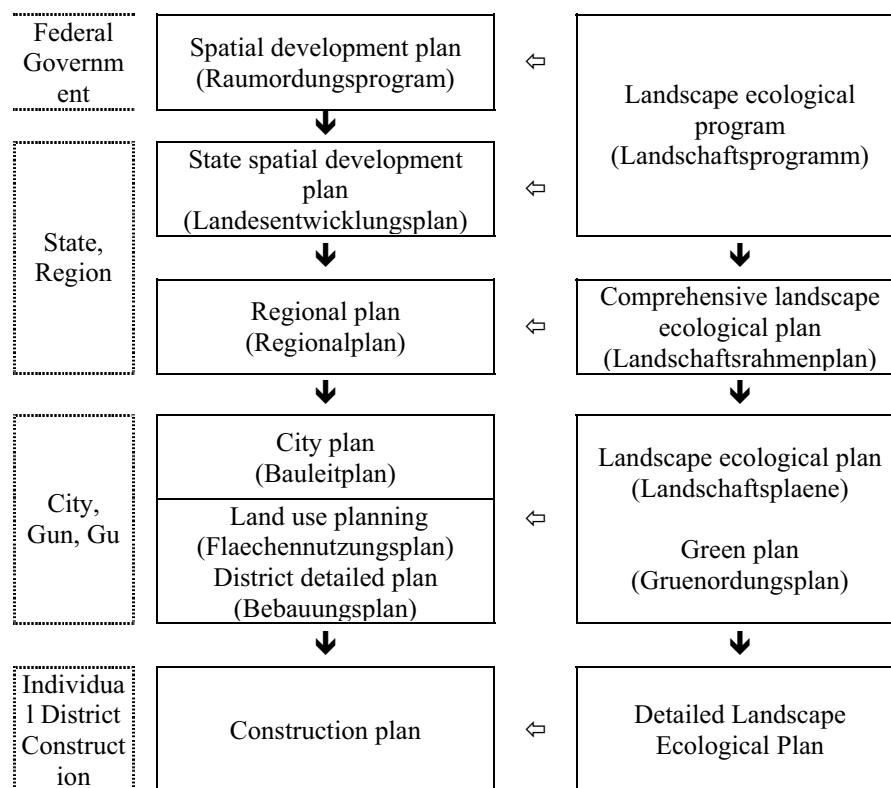 Federal
Governm
ent
Spatial development plan
(Raumordungsprogram)
⇦
Landscape ecological
program
(Landschaftsprogramm)
State,
Region
State spatial development
plan
(Landesentwicklungsplan)
⇦
Regional plan
(Regionalplan)
⇦
Comprehensive landscape
ecological plan
(Landschaftsrahmenplan)
City,
Gun, Gu
City plan
(Bauleitplan)
Land use planning
(Flaechennutzungsplan)
District detailed plan
(Bebauungsplan)
⇦
Landscape ecological plan
(Landschaftsplaene)
Green plan
(Gruenordungsplan)
Individua
l District
Construct
ion
Construction plan
⇦
Detailed Landscape
Ecological Plan